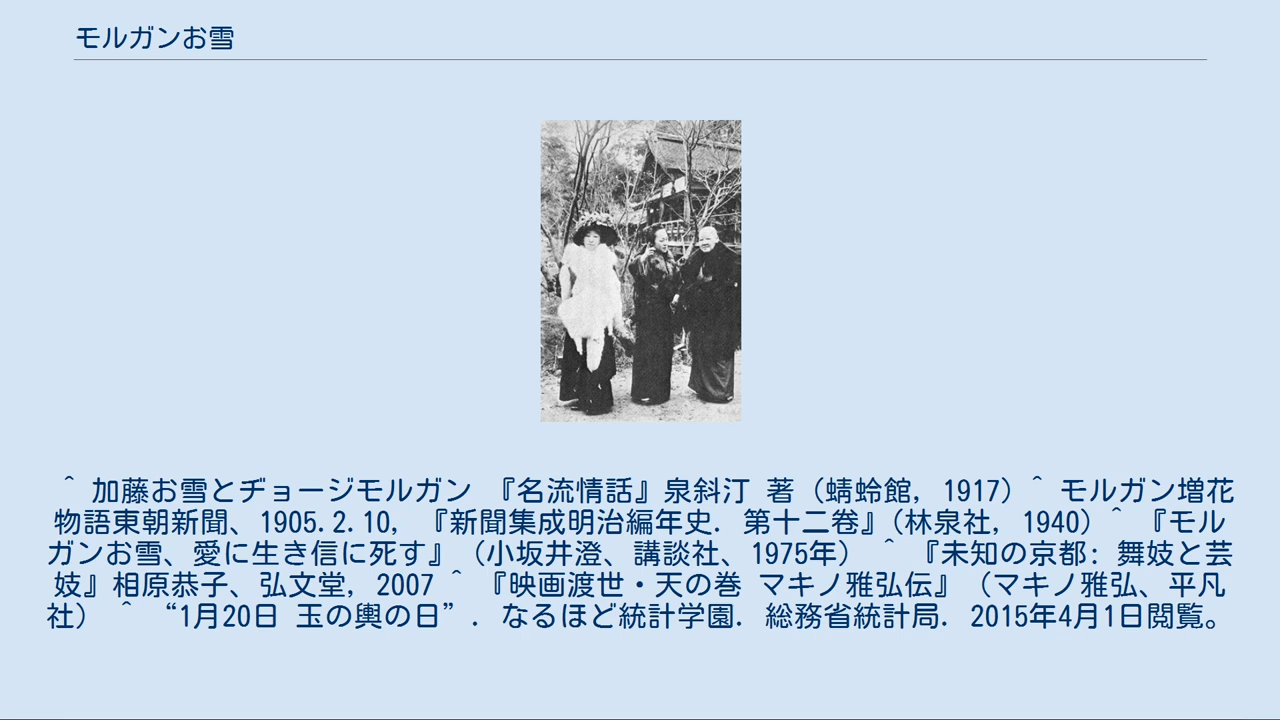 モルガンお雪
＾ 加藤お雪とヂョージモルガン 『名流情話』泉斜汀 著（蜻蛉館, 1917）＾ モルガン増花
物語東朝新聞、1905.2.10, 『新聞集成明治編年史. 第十二巻』（林泉社, 1940）＾ 『モル
ガンお雪、愛に生き信に死す』（小坂井澄、講談社、1975年） ＾ 『未知の京都: 舞妓と芸
妓』相原恭子、弘文堂, 2007 ＾ 『映画渡世・天の巻 マキノ雅弘伝』（マキノ雅弘、平凡
社） ＾ “1月20日 玉の輿の日”. なるほど統計学園. 総務省統計局. 2015年4月1日閲覧。